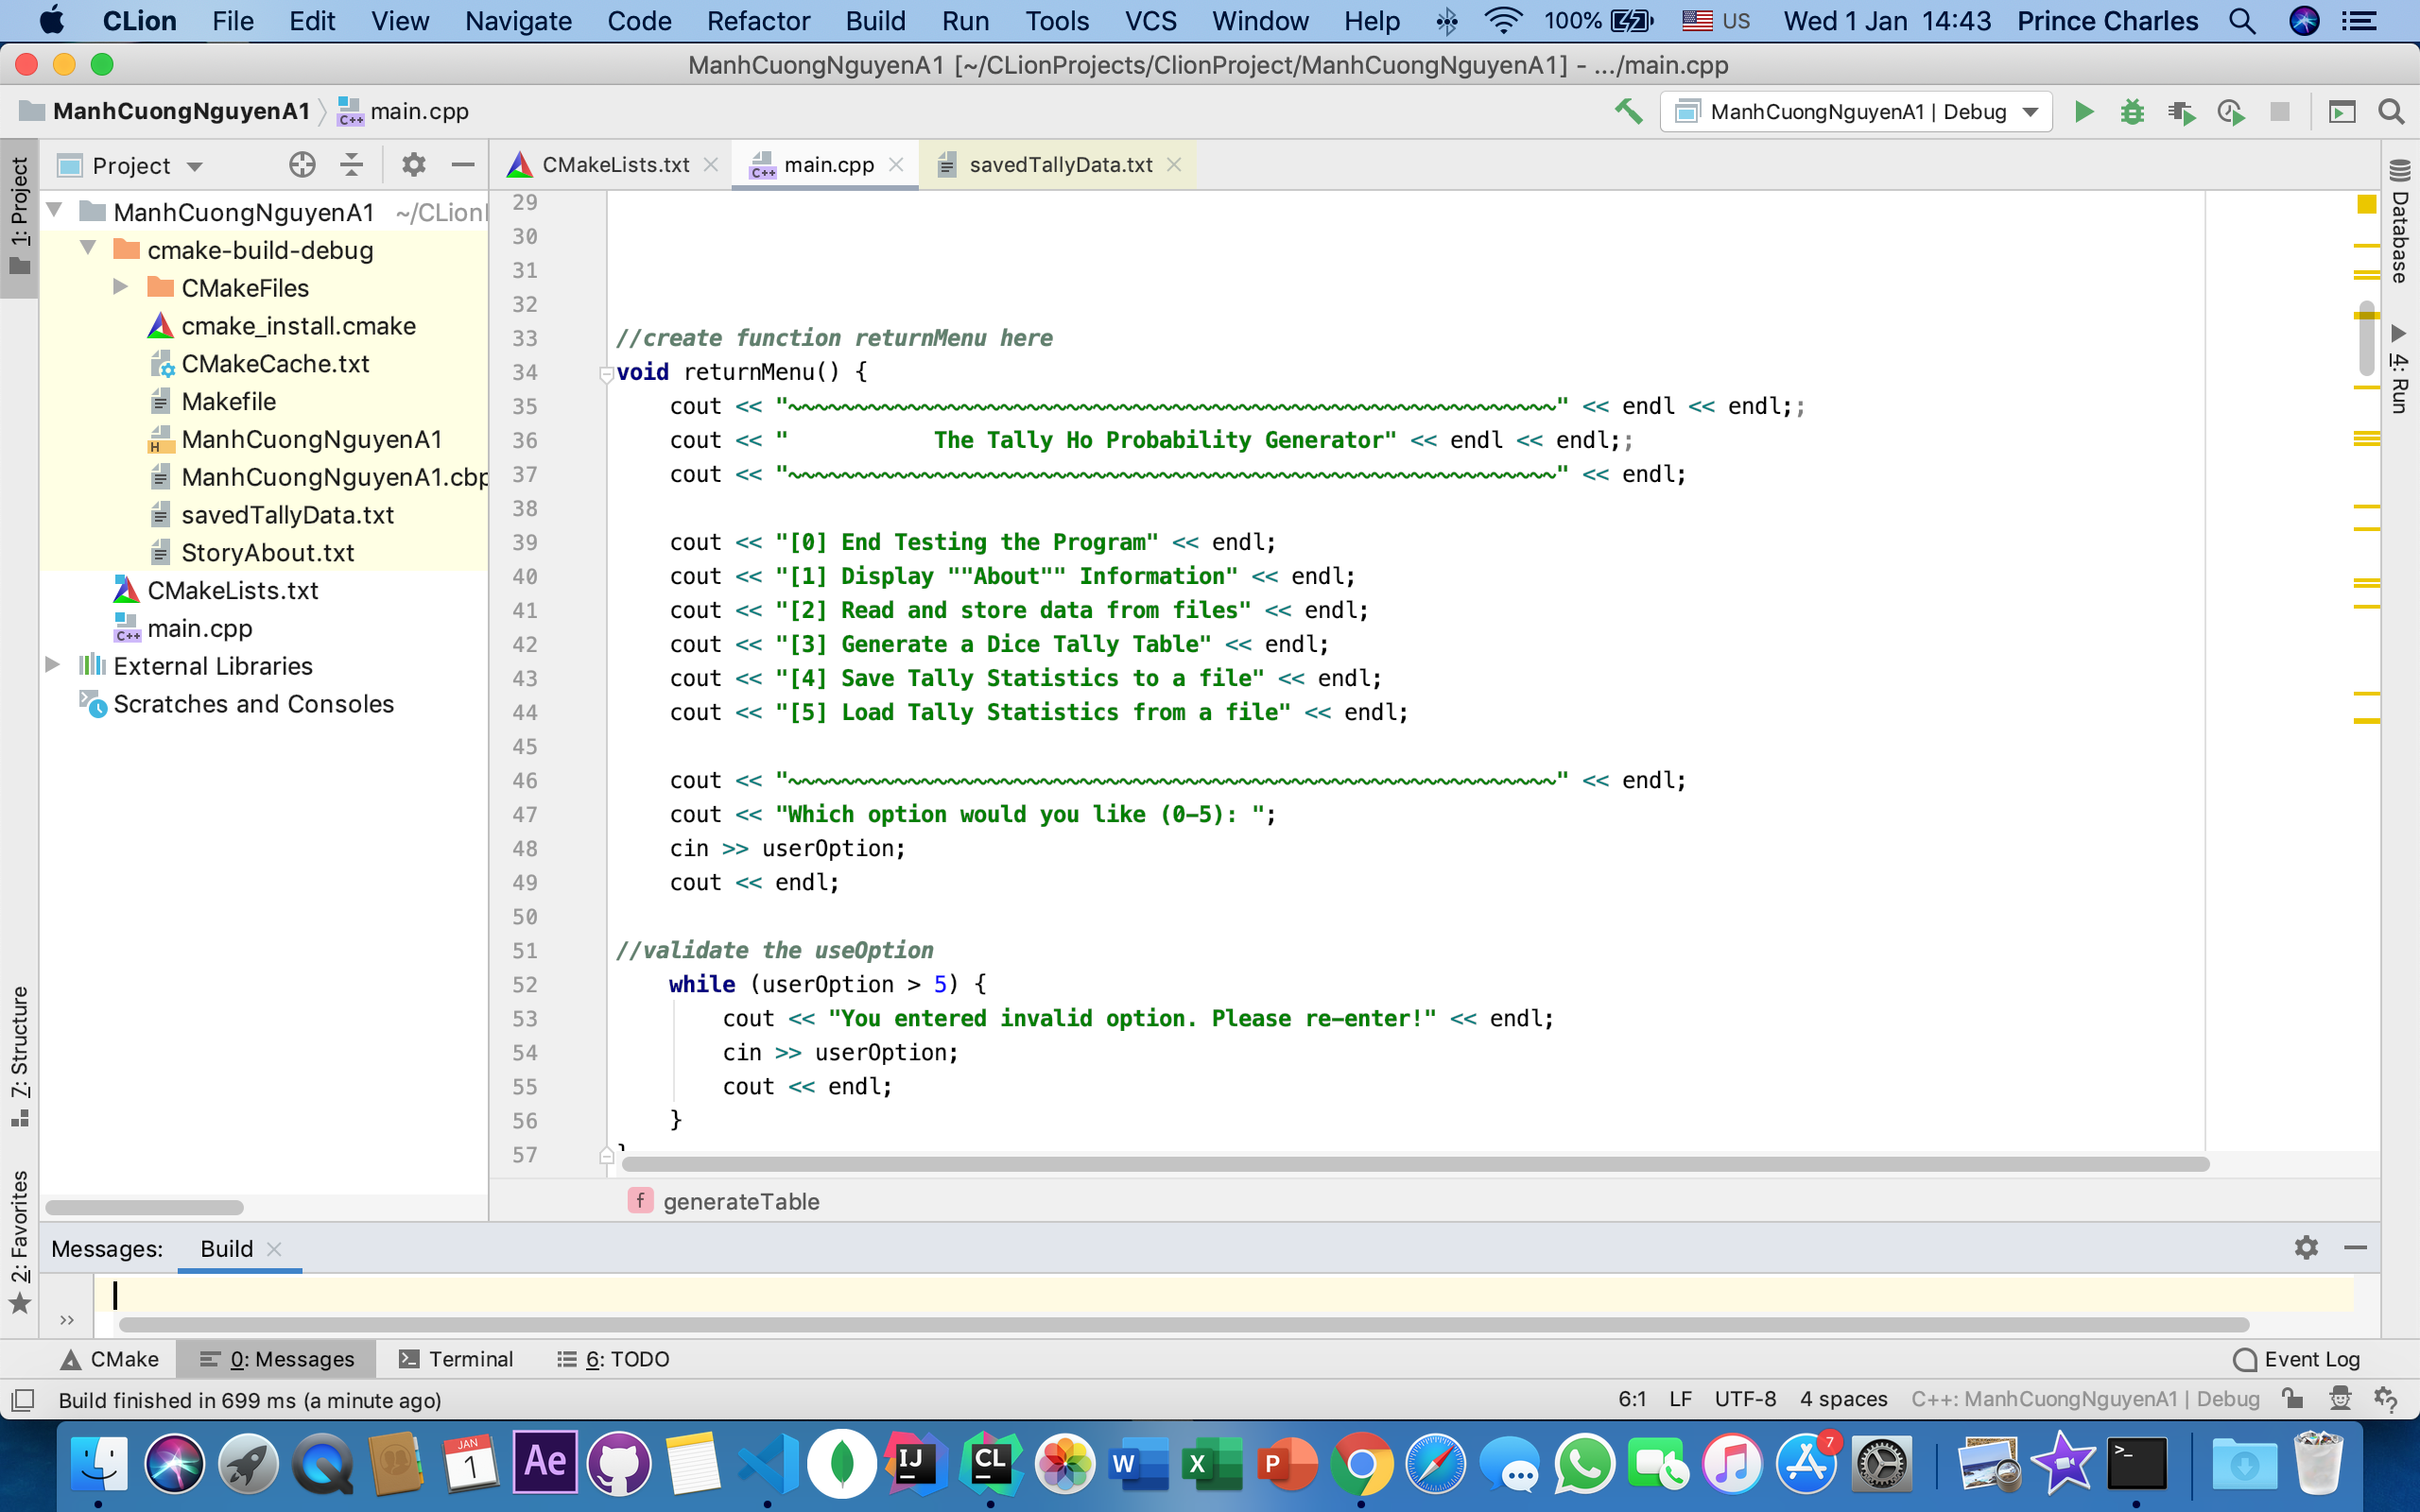 CLion File Edit View Navigate Code Refactor Build Run Tools VCS Window Help 100% US Wed 1 Jan 14:43 Prince Charles
ManhCuongNguyenA1 [~/CLionProjects/ClionProject/ManhCuongNguyenA1] - .../main.cpp
ManhCuongNguyenA1 main.cpp ManhCuongNguyenA1 | Debug
Project CMakeLists.txt main.cpp savedTallyData.txt
1: Project
7: Structure
2: Favorites
ManhCuongNguyenA1 ~/CLionI
cmake-build-debug
CMakeFiles
cmake_install.cmake
CMakeCache.txt
Makefile
ManhCuongNguyenA1
ManhCuongNguyenA1.cbp
savedTallyData.txt
StoryAbout.txt
CMakeLists.txt
main.cpp
External Libraries
Scratches and Consoles
29
30
31
32
33 //create function returnMenu here
34 void returnMenu() {
35 cout << "~~~~~~~~~~~~~~~~~~~~~~~~~~~~~~~~~~~~~~~~~~~~~~~~~~~~~~~~~~" << endl << endl;;
36 cout << "           The Tally Ho Probability Generator" << endl << endl;;
37 cout << "~~~~~~~~~~~~~~~~~~~~~~~~~~~~~~~~~~~~~~~~~~~~~~~~~~~~~~~~~~" << endl;
38
39 cout << "[0] End Testing the Program" << endl;
40 cout << "[1] Display ""About"" Information" << endl;
41 cout << "[2] Read and store data from files" << endl;
42 cout << "[3] Generate a Dice Tally Table" << endl;
43 cout << "[4] Save Tally Statistics to a file" << endl;
44 cout << "[5] Load Tally Statistics from a file" << endl;
45
46 cout << "~~~~~~~~~~~~~~~~~~~~~~~~~~~~~~~~~~~~~~~~~~~~~~~~~~~~~~~~~~" << endl;
47 cout << "Which option would you like (0-5): ";
48 cin >> userOption;
49 cout << endl;
50
51 //validate the useOption
52 while (userOption > 5) {
53 cout << "You entered invalid option. Please re-enter!" << endl;
54 cin >> userOption;
55 cout << endl;
56 }
57 }
f generateTable
Database
4: Run
Messages: Build
CMake 0: Messages Terminal 6: TODO Event Log
Build finished in 699 ms (a minute ago) 6:1 LF UTF-8 4 spaces C++: ManhCuongNguyenA1 | Debug
JAN 1 Ae IJ CL W X P 7